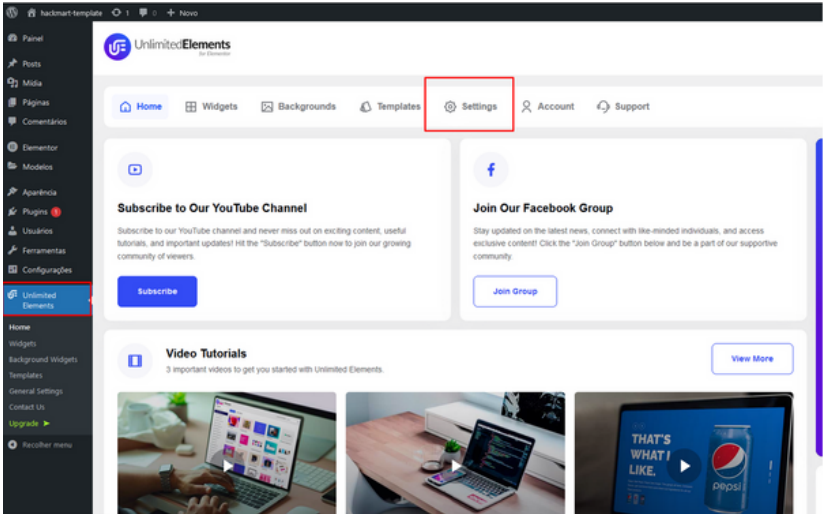 hackmart-template 1 0 + Novo
Painel
Posts
Mídia
Páginas
Comentários
Elementor
Modelos
Aparência
Plugins 1
Usuários
Ferramentas
Configurações
Unlimited
Elements
Home
Widgets
Background Widgets
Templates
General Settings
Contact Us
Upgrade ➤
Recolher menu
UnlimitedElements
for Elementor
Home Widgets Backgrounds Templates Settings Account Support
Subscribe to Our YouTube Channel
Subscribe to our YouTube channel and never miss out on exciting content, useful
tutorials, and important updates! Hit the "Subscribe" button now to join our growing
community of viewers.
Subscribe
Join Our Facebook Group
Stay updated on the latest news, connect with like-minded individuals, and access
exclusive content! Click the "Join Group" button below and be a part of our supportive
community.
Join Group
Video Tutorials
3 important videos to get you started with Unlimited Elements.
View More
THAT'S
WHAT I
LIKE.
pepsi